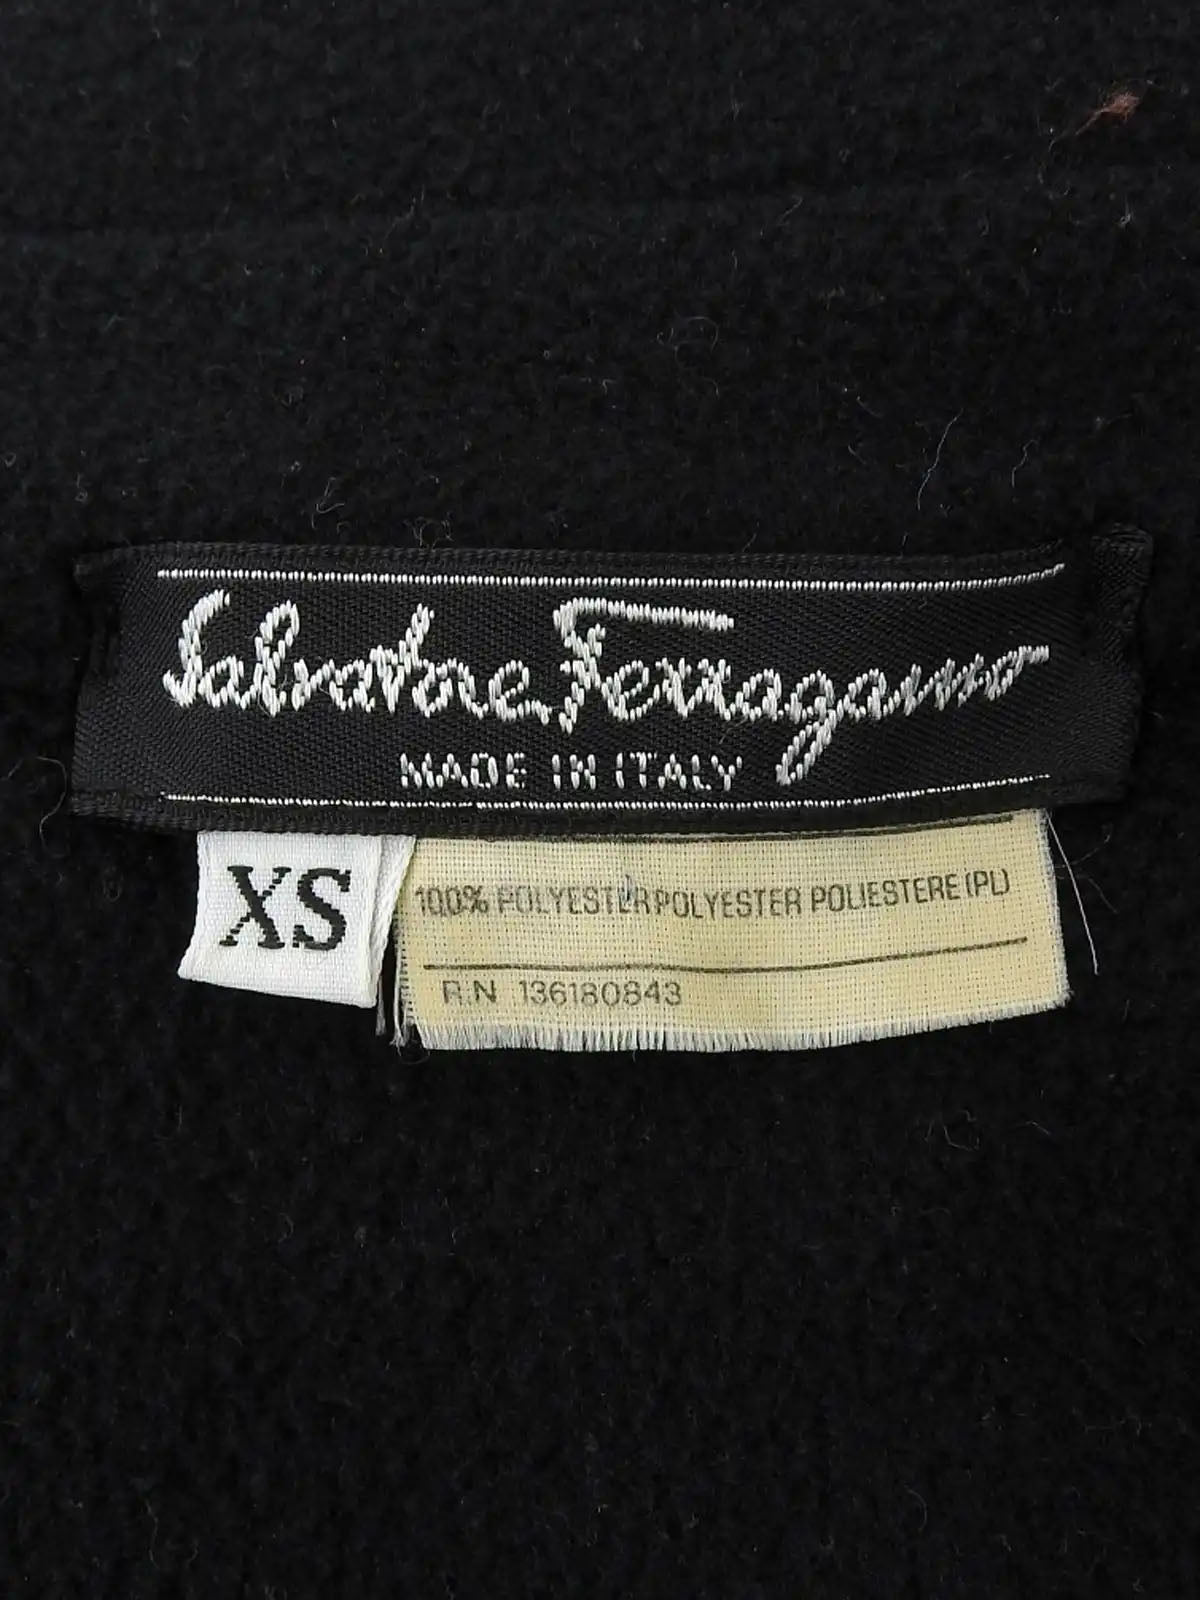 Salvatore Ferragamo
MADE IN ITALY
XS
100% POLYESTER POLYESTER POLIESTERE (PL)
R.N 136180843